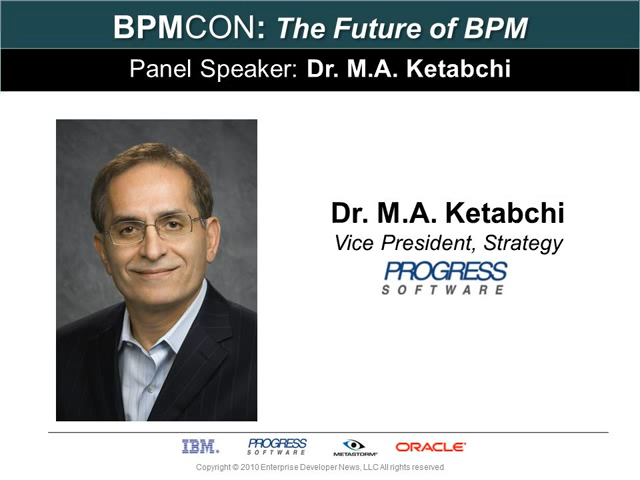 BPMCON: The Future of BPM
Panel Speaker: Dr. M.A. Ketabchi
Dr. M.A. Ketabchi
Vice President, Strategy
PROGRESS
SOFTWARE
IBM. PROGRESS SOFTWARE METASTORM ORACLE
Copyright © 2010 Enterprise Developer News, LLC All rights reserved